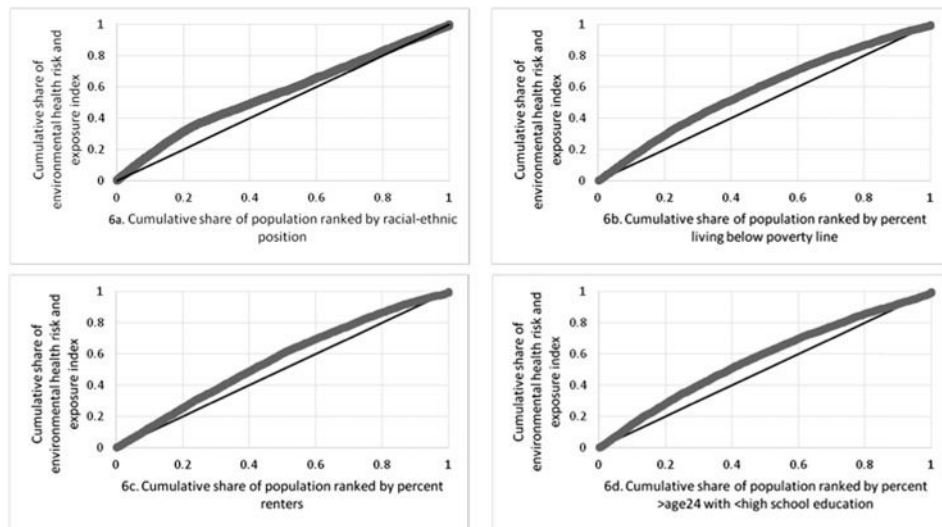 Cumulative share of
environmental health risk and
exposure index
1
0.8
0.6
0.4
0.2
0
0 0.2 0.4 0.6 0.8 1
6a. Cumulative share of population ranked by racial-ethnic
position
Cumulative share of
environmental health risk and
exposure index
1
0.8
0.6
0.4
0.2
0
0 0.2 0.4 0.6 0.8 1
6b. Cumulative share of population ranked by percent
living below poverty line
Cumulative share of
environmental health risk and
exposure index
1
0.8
0.6
0.4
0.2
0
0 0.2 0.4 0.6 0.8 1
6c. Cumulative share of population ranked by percent
renters
Cumulative share of
environmental health risk and
exposure index
1
0.8
0.6
0.4
0.2
0
0 0.2 0.4 0.6 0.8 1
6d. Cumulative share of population ranked by percent
>age24 with <high school education